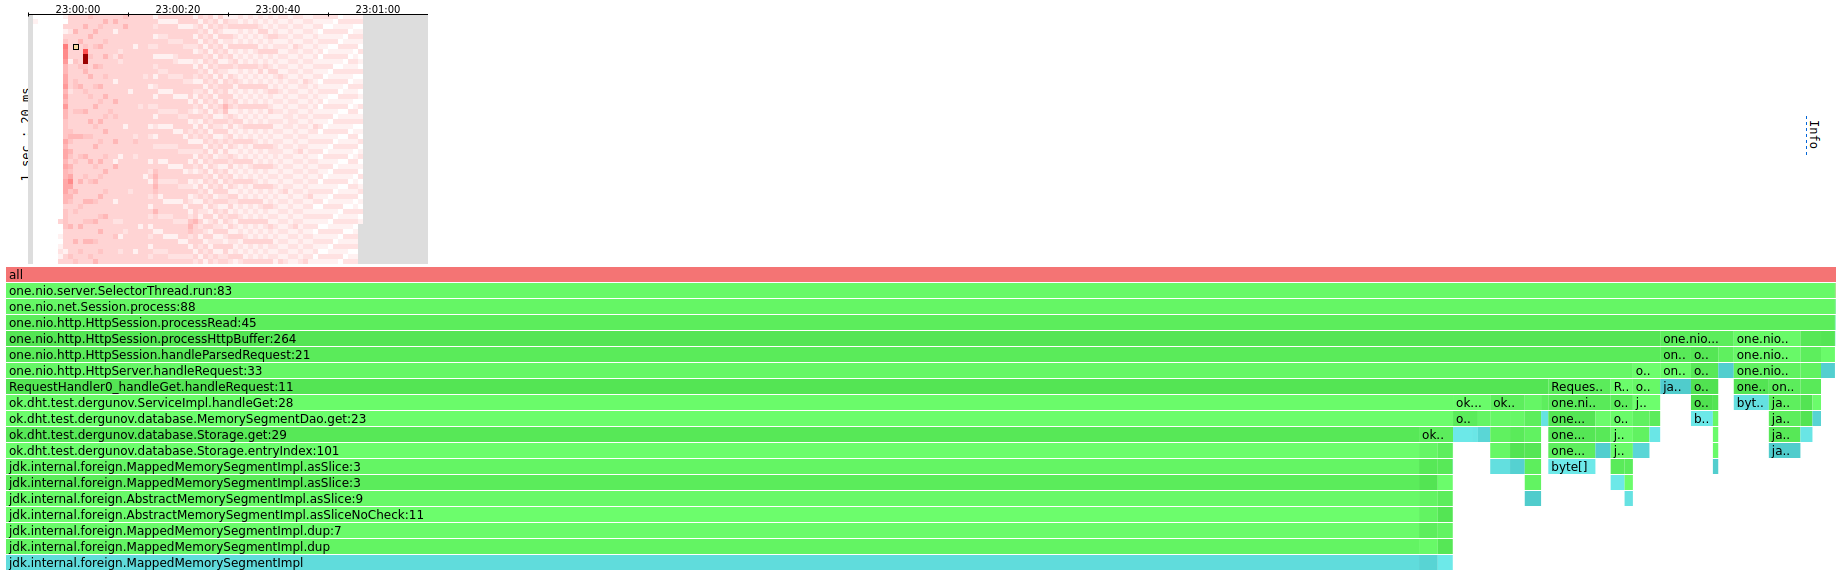 23:00:00 23:00:20 23:00:40 23:01:00
1 sec : 20 ms
Info
all
one.nio.server.SelectorThread.run:83
one.nio.net.Session.process:88
one.nio.http.HttpSession.processRead:45
one.nio.http.HttpSession.processHttpBuffer:264 one.nio... one.nio..
one.nio.http.HttpSession.handleParsedRequest:21 on.. o.. one.nio..
one.nio.http.HttpServer.handleRequest:33 o.. on.. o.. one.nio..
RequestHandler0_handleGet.handleRequest:11 Reques.. R.. o.. ja.. o.. one.. on..
ok.dht.test.dergunov.ServiceImpl.handleGet:28 ok... ok.. one.ni.. o.. j.. o.. byt.. ja..
ok.dht.test.dergunov.database.MemorySegmentDao.get:23 o.. one... o.. b.. ja..
ok.dht.test.dergunov.database.Storage.get:29 ok.. one... j.. ja..
ok.dht.test.dergunov.database.Storage.entryIndex:101 one... j.. ja..
jdk.internal.foreign.MappedMemorySegmentImpl.asSlice:3 byte[]
jdk.internal.foreign.MappedMemorySegmentImpl.asSlice:3
jdk.internal.foreign.AbstractMemorySegmentImpl.asSlice:9
jdk.internal.foreign.AbstractMemorySegmentImpl.asSliceNoCheck:11
jdk.internal.foreign.MappedMemorySegmentImpl.dup:7
jdk.internal.foreign.MappedMemorySegmentImpl.dup
jdk.internal.foreign.MappedMemorySegmentImpl